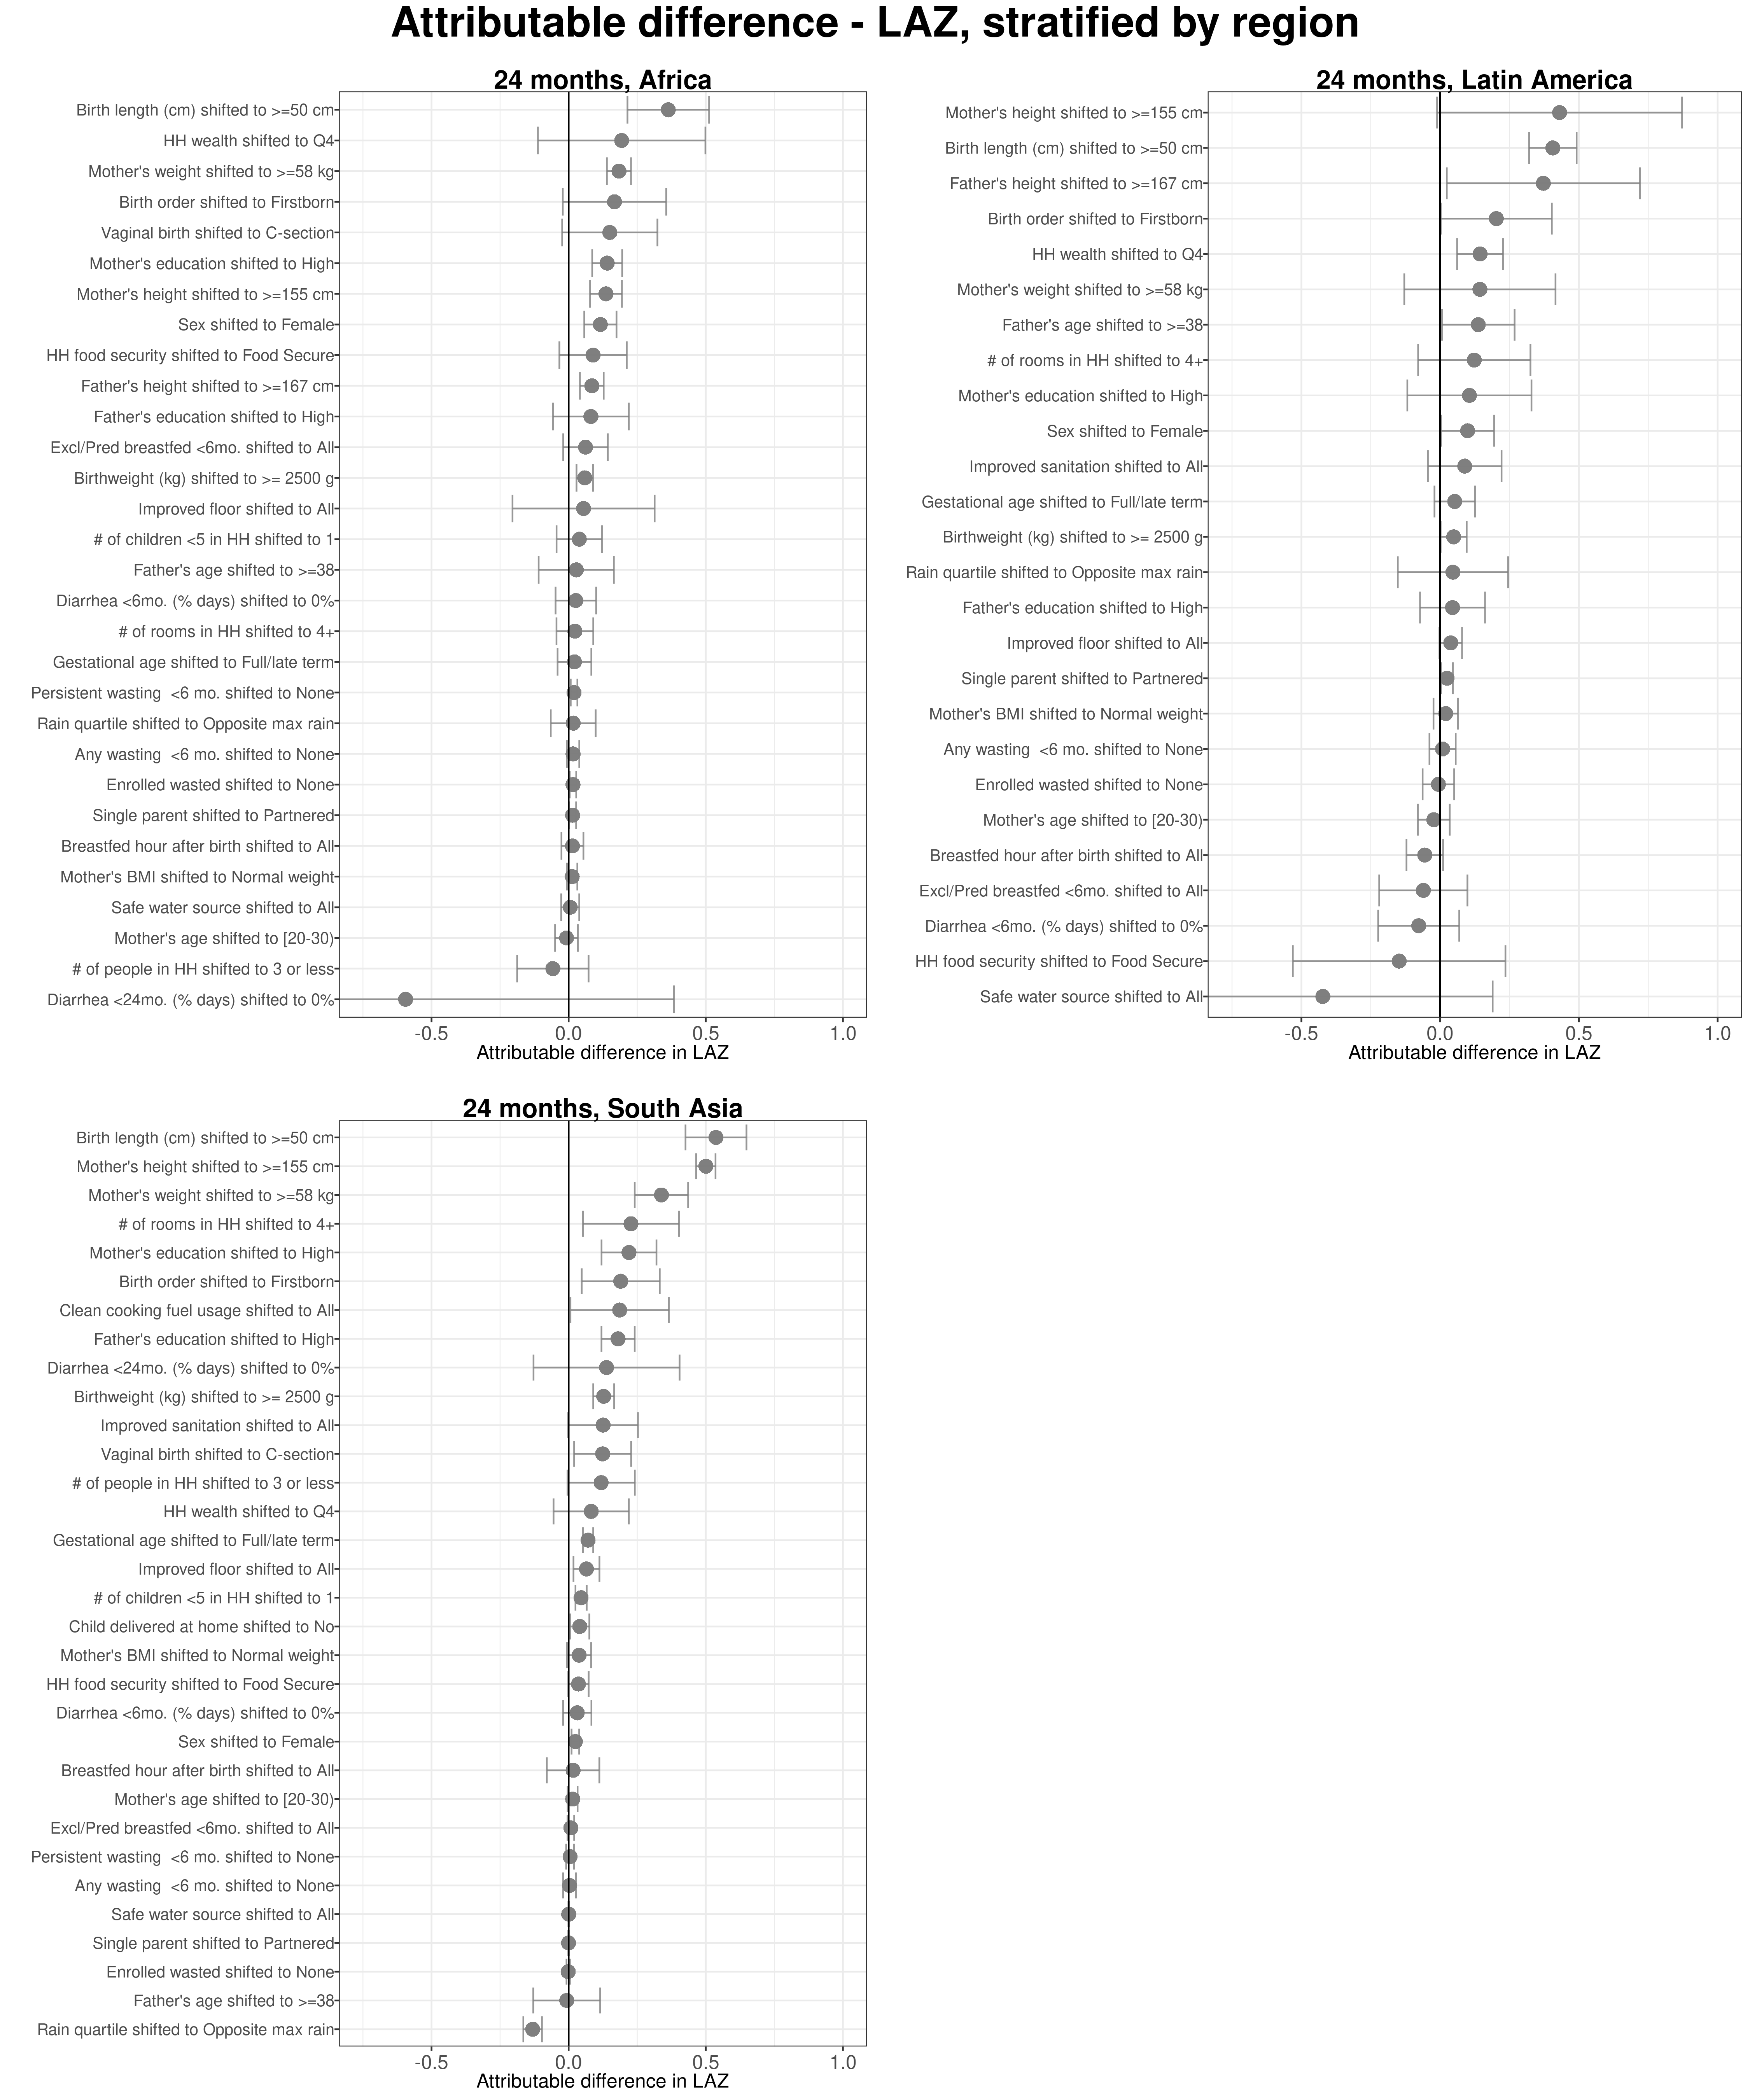 Attributable difference - LAZ, stratified by region
24 months, Africa
Birth length (cm) shifted to >=50 cm
HH wealth shifted to Q4
Mother's weight shifted to >=58 kg
Birth order shifted to Firstborn
Vaginal birth shifted to C-section
Mother's education shifted to High
Mother's height shifted to >=155 cm
Sex shifted to Female
HH food security shifted to Food Secure
Father's height shifted to >=167 cm
Father's education shifted to High
Excl/Pred breastfed <6mo. shifted to All
Birthweight (kg) shifted to >= 2500 g
Improved floor shifted to All
# of children <5 in HH shifted to 1
Father's age shifted to >=38
Diarrhea <6mo. (% days) shifted to 0%
# of rooms in HH shifted to 4+
Gestational age shifted to Full/late term
Persistent wasting  <6 mo. shifted to None
Rain quartile shifted to Opposite max rain
Any wasting  <6 mo. shifted to None
Enrolled wasted shifted to None
Single parent shifted to Partnered
Breastfed hour after birth shifted to All
Mother's BMI shifted to Normal weight
Safe water source shifted to All
Mother's age shifted to [20-30)
# of people in HH shifted to 3 or less
Diarrhea <24mo. (% days) shifted to 0%
-0.5 0.0 0.5 1.0
Attributable difference in LAZ
24 months, Latin America
Mother's height shifted to >=155 cm
Birth length (cm) shifted to >=50 cm
Father's height shifted to >=167 cm
Birth order shifted to Firstborn
HH wealth shifted to Q4
Mother's weight shifted to >=58 kg
Father's age shifted to >=38
# of rooms in HH shifted to 4+
Mother's education shifted to High
Sex shifted to Female
Improved sanitation shifted to All
Gestational age shifted to Full/late term
Birthweight (kg) shifted to >= 2500 g
Rain quartile shifted to Opposite max rain
Father's education shifted to High
Improved floor shifted to All
Single parent shifted to Partnered
Mother's BMI shifted to Normal weight
Any wasting  <6 mo. shifted to None
Enrolled wasted shifted to None
Mother's age shifted to [20-30)
Breastfed hour after birth shifted to All
Excl/Pred breastfed <6mo. shifted to All
Diarrhea <6mo. (% days) shifted to 0%
HH food security shifted to Food Secure
Safe water source shifted to All
-0.5 0.0 0.5 1.0
Attributable difference in LAZ
24 months, South Asia
Birth length (cm) shifted to >=50 cm
Mother's height shifted to >=155 cm
Mother's weight shifted to >=58 kg
# of rooms in HH shifted to 4+
Mother's education shifted to High
Birth order shifted to Firstborn
Clean cooking fuel usage shifted to All
Father's education shifted to High
Diarrhea <24mo. (% days) shifted to 0%
Birthweight (kg) shifted to >= 2500 g
Improved sanitation shifted to All
Vaginal birth shifted to C-section
# of people in HH shifted to 3 or less
HH wealth shifted to Q4
Gestational age shifted to Full/late term
Improved floor shifted to All
# of children <5 in HH shifted to 1
Child delivered at home shifted to No
Mother's BMI shifted to Normal weight
HH food security shifted to Food Secure
Diarrhea <6mo. (% days) shifted to 0%
Sex shifted to Female
Breastfed hour after birth shifted to All
Mother's age shifted to [20-30)
Excl/Pred breastfed <6mo. shifted to All
Persistent wasting  <6 mo. shifted to None
Any wasting  <6 mo. shifted to None
Safe water source shifted to All
Single parent shifted to Partnered
Enrolled wasted shifted to None
Father's age shifted to >=38
Rain quartile shifted to Opposite max rain
-0.5 0.0 0.5 1.0
Attributable difference in LAZ